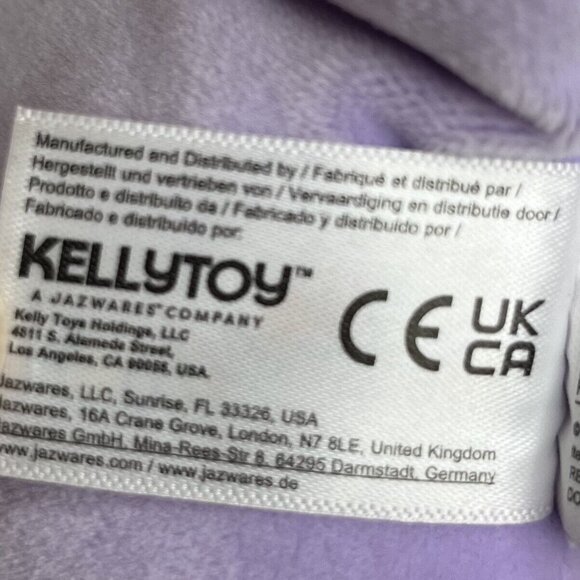 Manufactured and Distributed by / Fabriqué et distribué par /
Hergestellt und vertrieben von / Vervaardiging en distributie door /
Prodotto e distribuito da / Fabricado y distribuido por /
Fabricado e distribuido por:
KELLYTOY™
A JAZWARES® COMPANY
Kelly Toys Holdings, LLC
4811 S. Alameda Street,
Los Angeles, CA 90058, USA.
CE UK
CA
Jazwares, LLC, Sunrise, FL 33326, USA
Jazwares, 16A Crane Grove, London, N7 8LE, United Kingdom
Jazwares GmbH, Mina-Rees-Str 8, 64295 Darmstadt, Germany
www.jazwares.com / www.jazwares.de
©
RE
DO